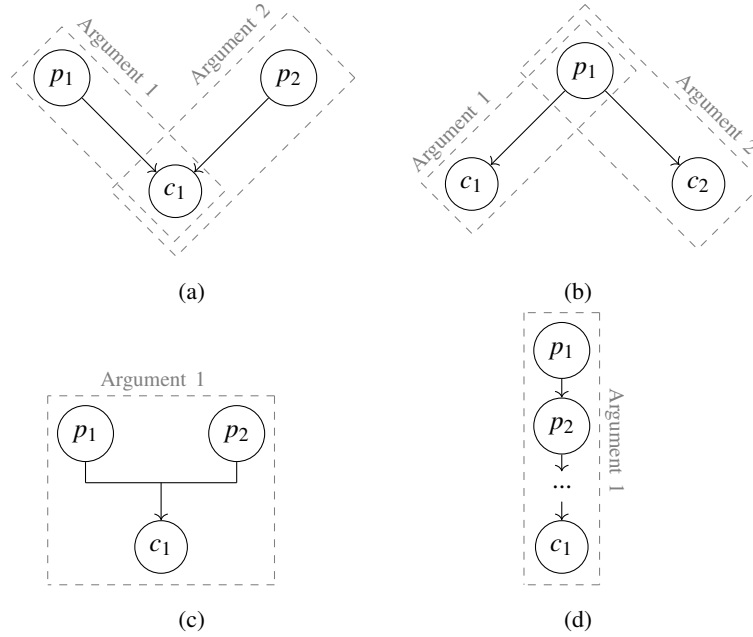 Argument 1
Argument 2
p1
p2
c1
(a)
p1
Argument 1
Argument 2
c1
c2
(b)
Argument 1
p1
p2
c1
(c)
p1
p2
...
c1
Argument 1
(d)